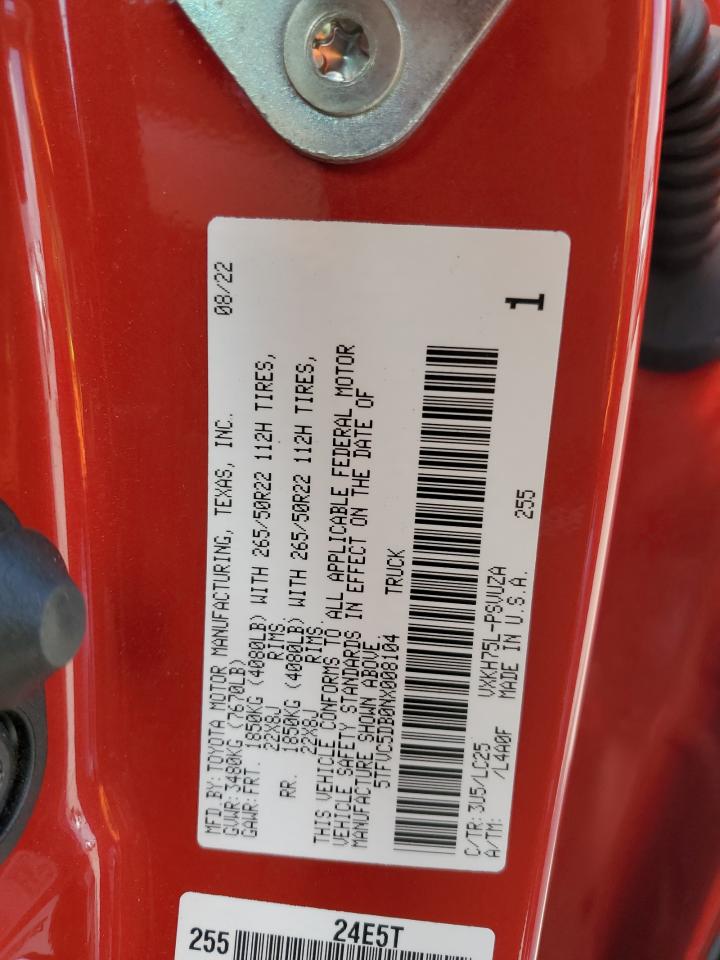 MFD.BY:TOYOTA MOTOR MANUFACTURING, TEXAS, INC. 08/22
GVWR:3480KG (7670LB)
GAWR:FRT. 1850KG (4080LB) WITH 265/50R22 112H TIRES,
22X8J RIMS
RR. 1850KG (4080LB) WITH 265/50R22 112H TIRES,
22X8J RIMS
THIS VEHICLE CONFORMS TO ALL APPLICABLE FEDERAL MOTOR
VEHICLE SAFETY STANDARDS IN EFFECT ON THE DATE OF
MANUFACTURE SHOWN ABOVE
5TFVC5DB0NX008104 TRUCK
1
C/TR: 3U5/LC25 VXKH75L-PSVUZA 255
A/TM: /L4A0F MADE IN U.S.A.
24E5T
255